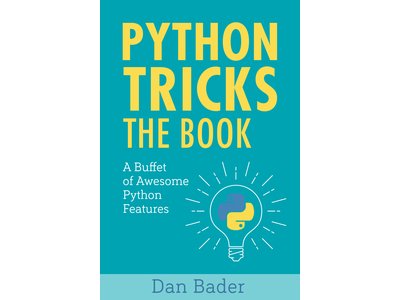 PYTHON
TRICKS
THE BOOK
A Buffet
of Awesome
Python
Features
Dan Bader